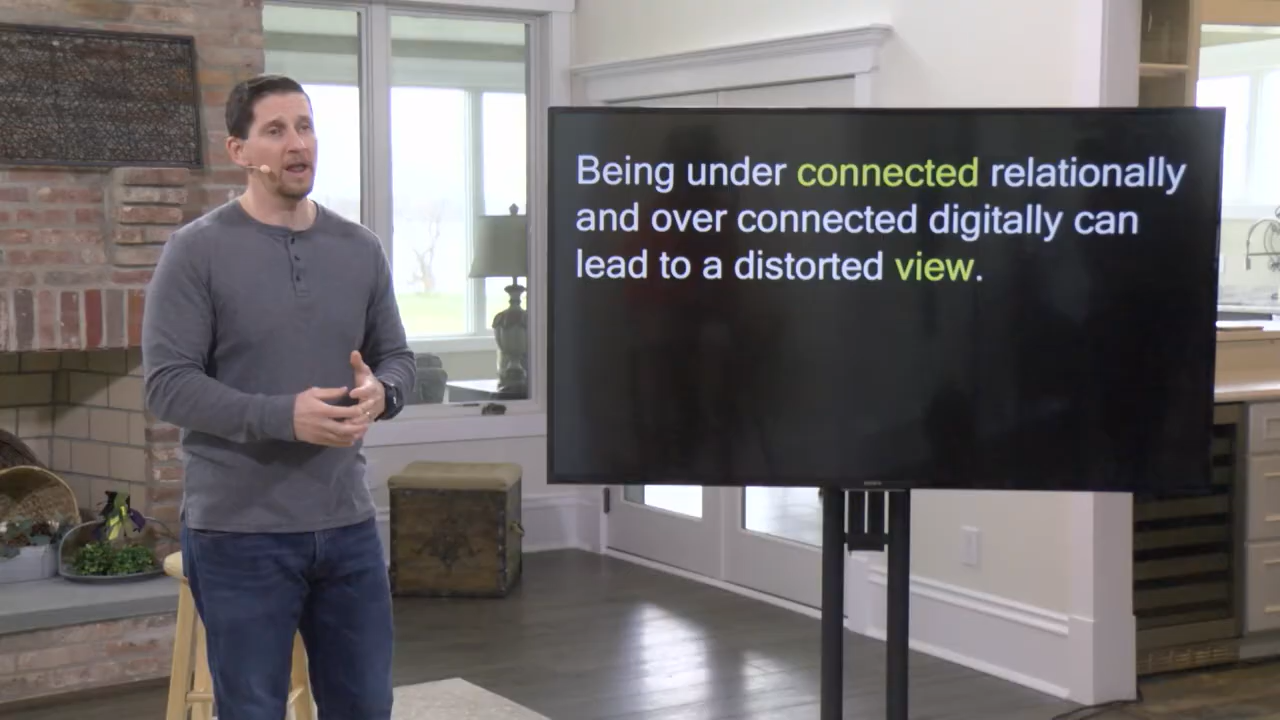 Being under connected relationally
and over connected digitally can
lead to a distorted view.